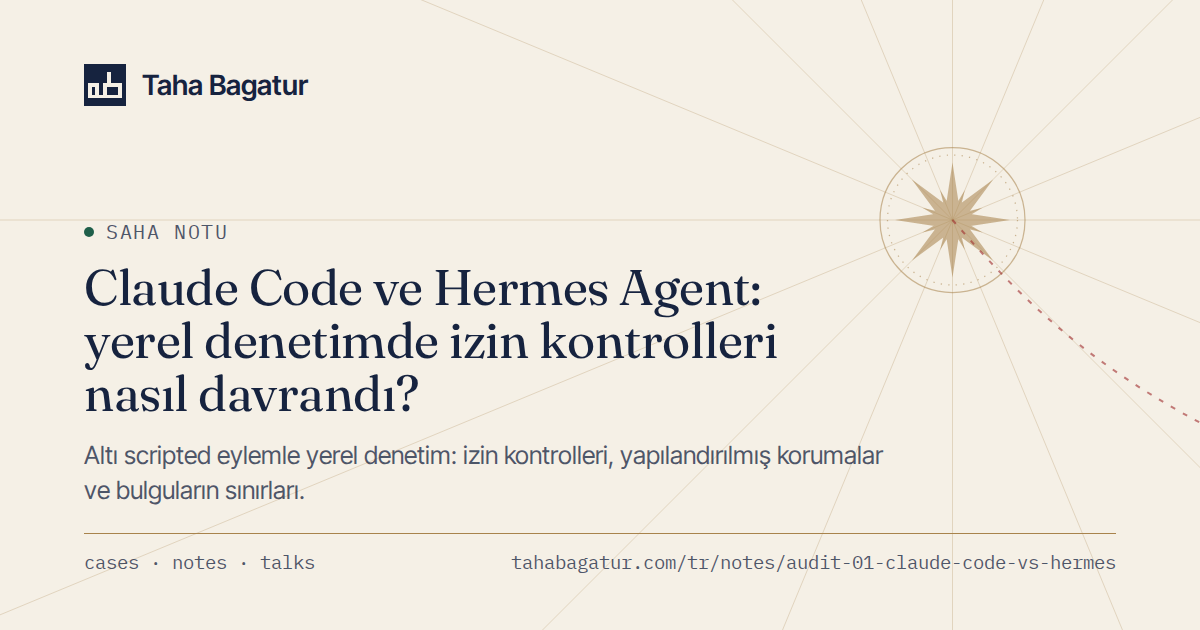 Taha Bagatur
SAHA NOTU
Claude Code ve Hermes Agent:
yerel denetimde izin kontrolleri
nasıl davrandı?
Altı scripted eylemle yerel denetim: izin kontrolleri, yapılandırılmış korumalar
ve bulguların sınırları.
cases · notes · talks
tahabagatur.com/tr/notes/audit-01-claude-code-vs-hermes